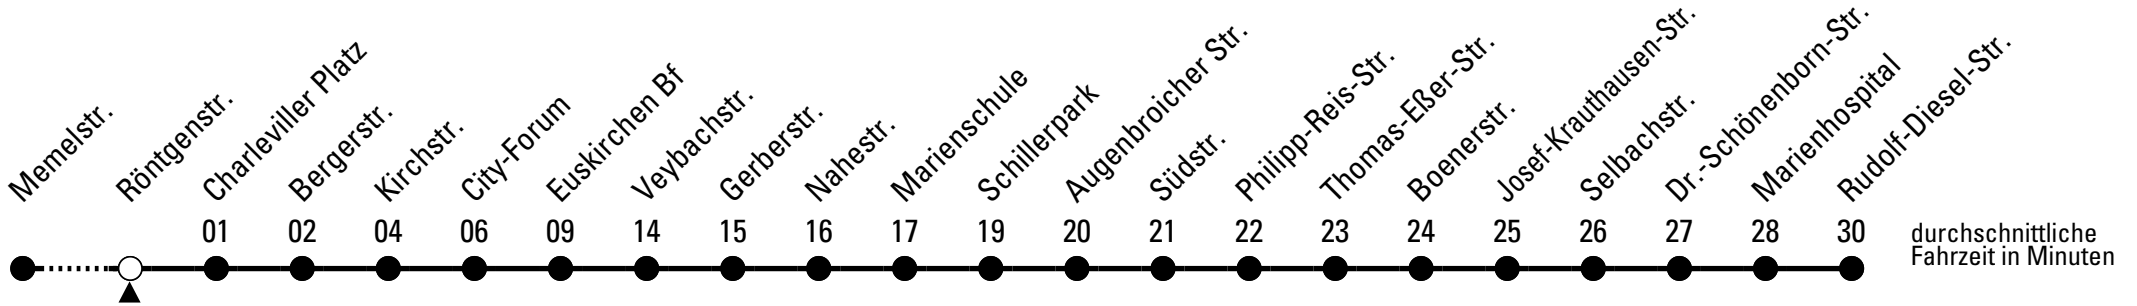 Memelstr.
Röntgenstr.
Charleviller Platz
Bergerstr.
Kirchstr.
City-Forum
Euskirchen Bf
Veybachstr.
Gerberstr.
Nahestr.
Marienschule
Schillerpark
Augenbroicher Str.
Südstr.
Philipp-Reis-Str.
Thomas-Eßer-Str.
Boenerstr.
Josef-Krauthausen-Str.
Selbachstr.
Dr.-Schönenborn-Str.
Marienhospital
Rudolf-Diesel-Str.
01 02 04 06 09 14 15 16 17 19 20 21 22 23 24 25 26 27 28 30
durchschnittliche
Fahrzeit in Minuten